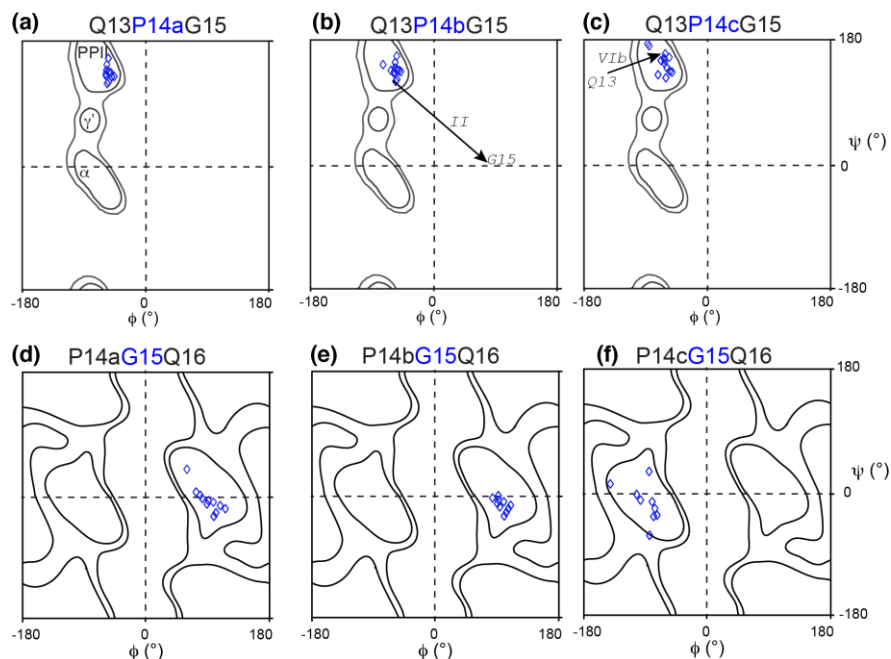 (a) Q13P14aG15
(b) Q13P14bG15
(c) Q13P14cG15
PPII
γ'
α
II
G15
VIb
Q13
180
ψ (°)
0
-180
-180 0 180
ϕ (°)
-180 0 180
ϕ (°)
-180 0 180
ϕ (°)
(d) P14aG15Q16
(e) P14bG15Q16
(f) P14cG15Q16
180
ψ (°)
0
-180
-180 0 180
ϕ (°)
-180 0 180
ϕ (°)
-180 0 180
ϕ (°)